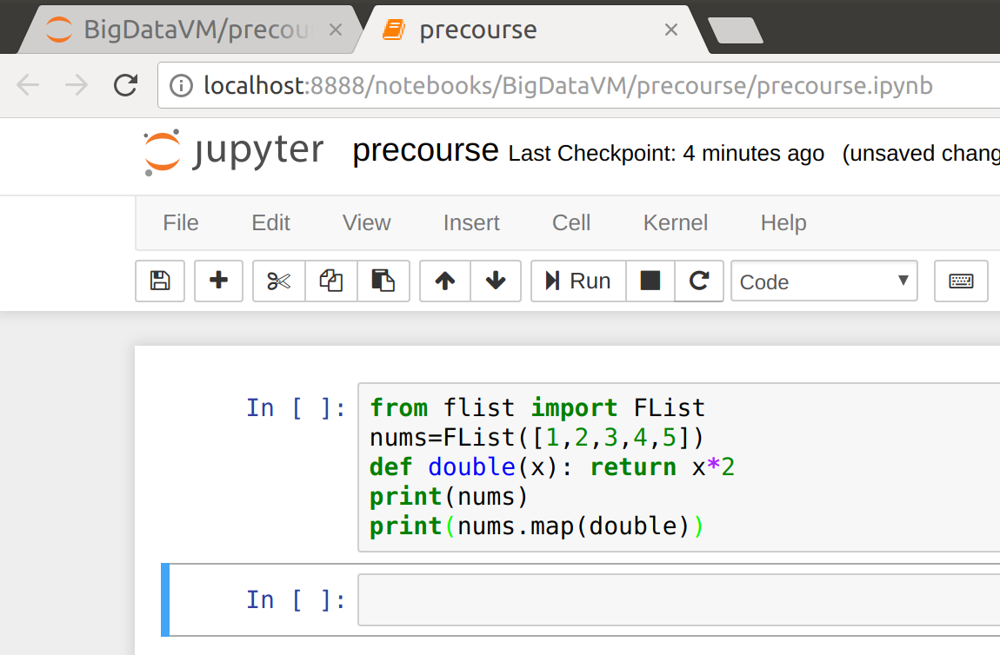 BigDataVM/precou
precourse
localhost:8888/notebooks/BigDataVM/precourse/precourse.ipynb
jupyter precourse Last Checkpoint: 4 minutes ago (unsaved chang
File Edit View Insert Cell Kernel Help
Run Code
In [ ]: from flist import FList
nums=FList([1,2,3,4,5])
def double(x): return x*2
print(nums)
print(nums.map(double))
In [ ]: